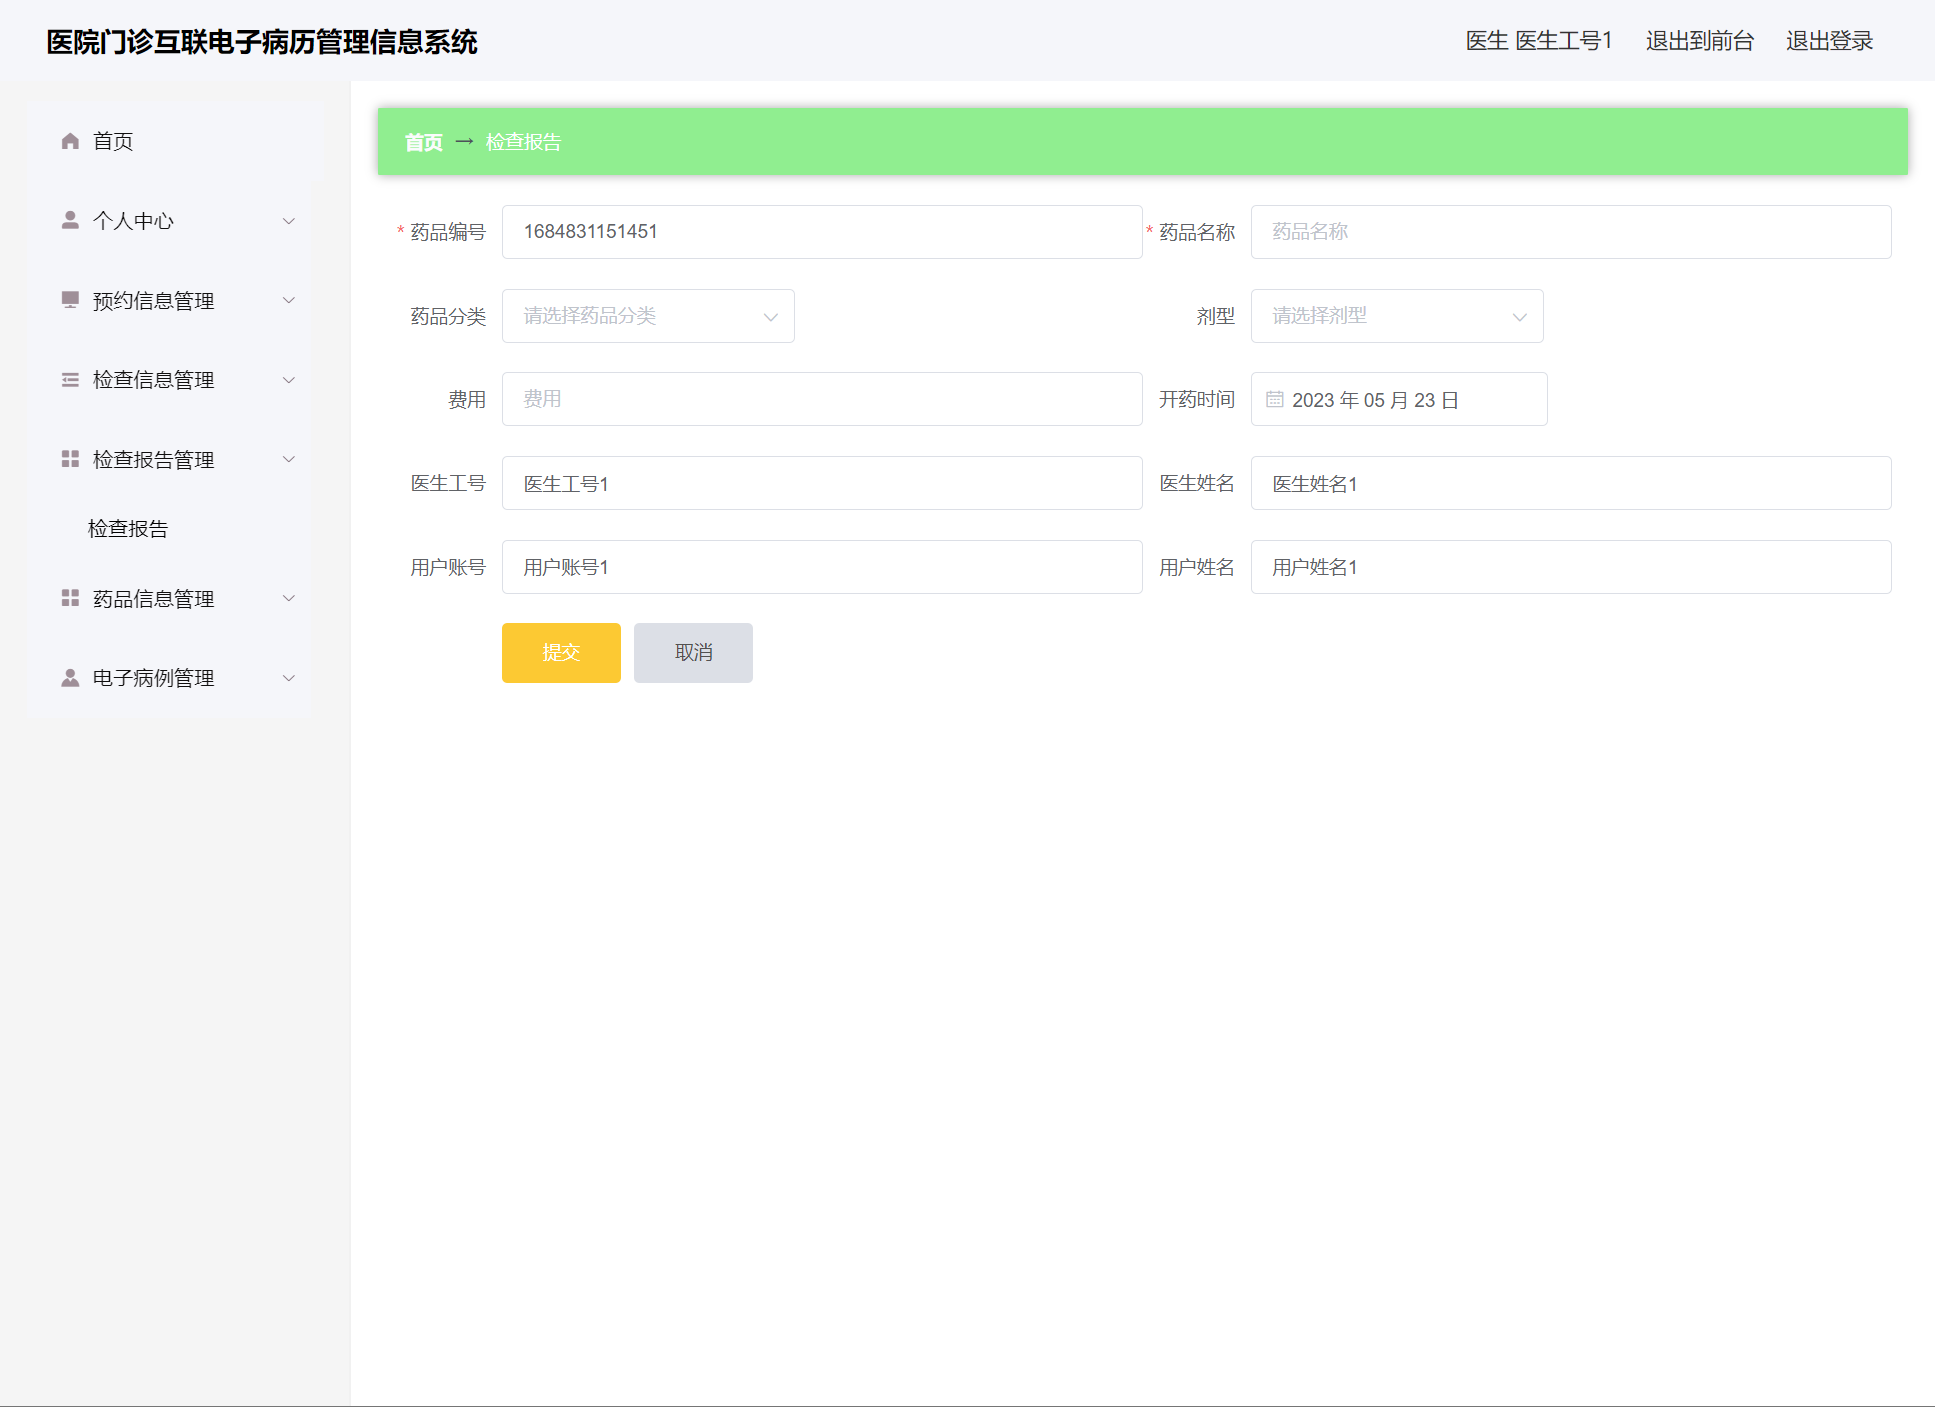 医院门诊互联电子病历管理信息系统
医生 医生工号1 退出到前台 退出登录
首页
个人中心
预约信息管理
检查信息管理
检查报告管理
检查报告
药品信息管理
电子病例管理
首页 → 检查报告
* 药品编号 1684831151451 * 药品名称 药品名称
药品分类 请选择药品分类 剂型 请选择剂型
费用 费用 开药时间 2023 年 05 月 23 日
医生工号 医生工号1 医生姓名 医生姓名1
用户账号 用户账号1 用户姓名 用户姓名1
提交 取消